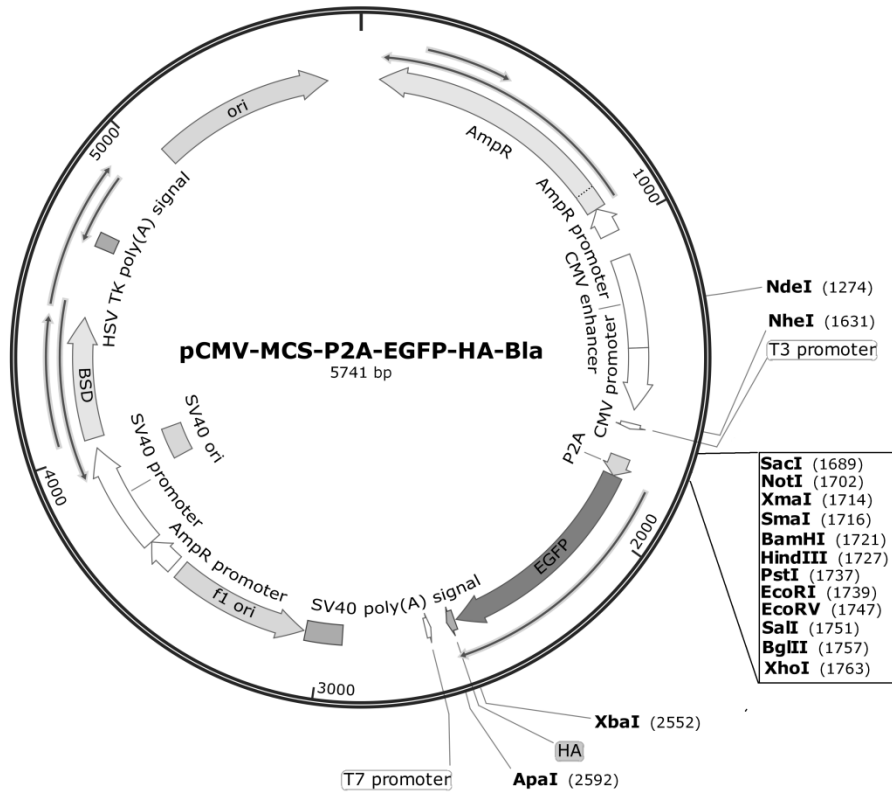 ori
AmpR
5000
1000
AmpR promoter
HSV TK poly(A) signal
CMV enhancer
NdeI (1274)
NheI (1631)
T3 promoter
pCMV-MCS-P2A-EGFP-HA-Bla
5741 bp
CMV promoter
BSD
SV40 ori
SV40 promoter
P2A
4000
SacI (1689)
NotI (1702)
XmaI (1714)
SmaI (1716)
BamHI (1721)
HindIII (1727)
PstI (1737)
EcoRI (1739)
EcoRV (1747)
SalI (1751)
BglII (1757)
XhoI (1763)
2000
EGFP
AmpR promoter
f1 ori
SV40 poly(A) signal
3000
XbaI (2552)
HA
T7 promoter
ApaI (2592)